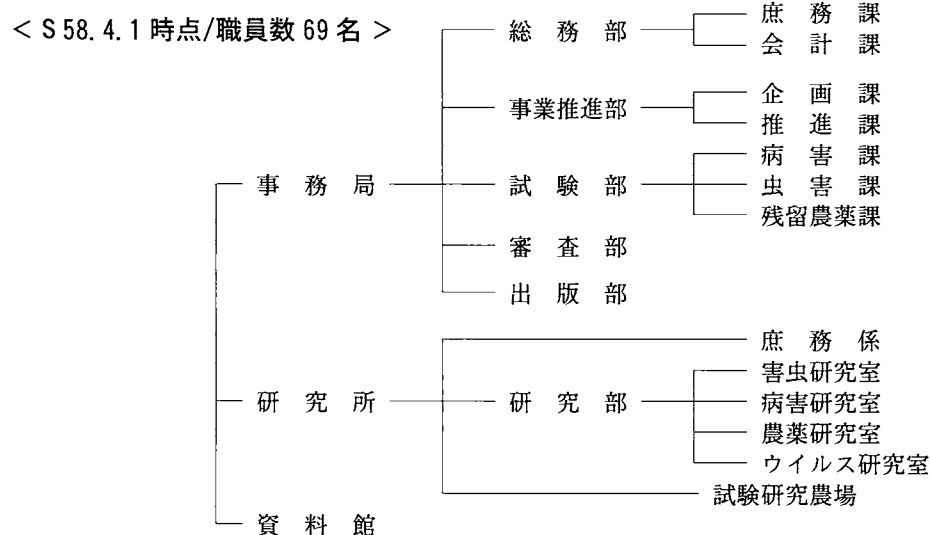 ＜S58.4.1時点/職員数69名＞
総務部
庶務課
会計課
事業推進部
企画課
推進課
事務局
試験部
病害課
虫害課
残留農薬課
審査部
出版部
庶務係
研究所
研究部
害虫研究室
病害研究室
農薬研究室
ウイルス研究室
試験研究農場
資料館